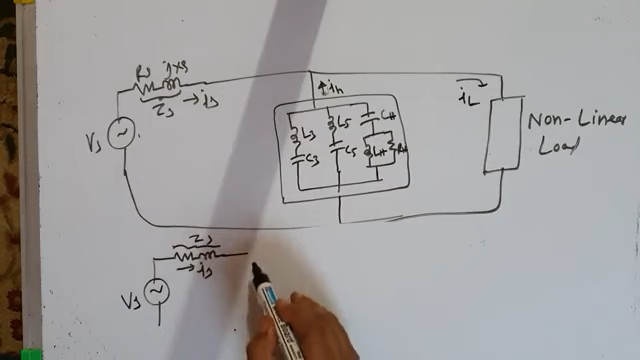 Rs jxs
Zs → is
Vs
↑ ih
L3 L5 CH
C3 C5 LH RH
iL
Non-Linear
Load
Zs
→ is
Vs